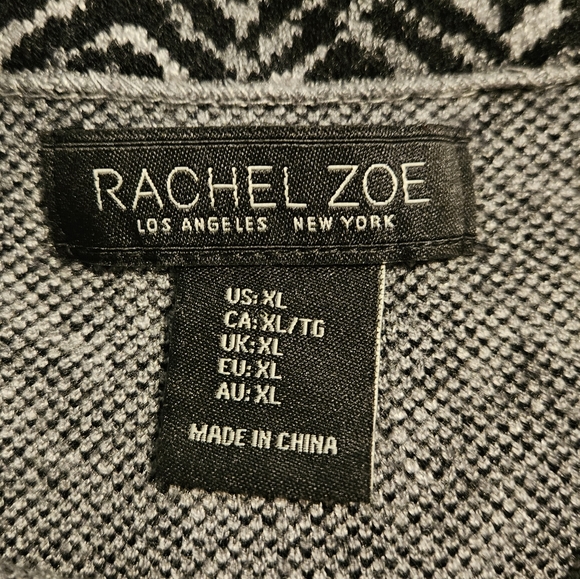 RACHEL ZOE
LOS ANGELES NEW YORK
US: XL
CA: XL/TG
UK: XL
EU: XL
AU: XL
MADE IN CHINA